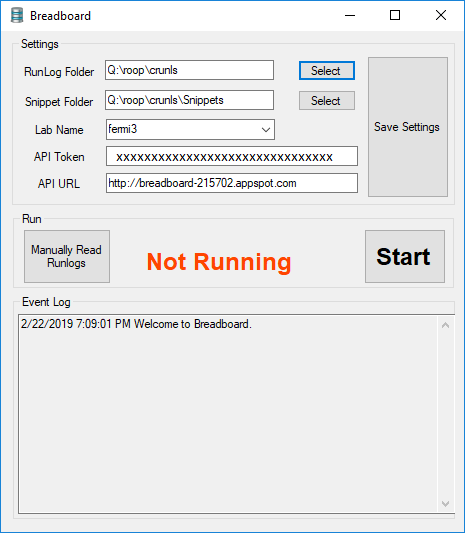 Breadboard
Settings
RunLog Folder Q:\roop\crunls Select
Snippet Folder Q:\roop\crunls\Snippets Select
Lab Name fermi3
Save Settings
API Token xxxxxxxxxxxxxxxxxxxxxxxxxxxxxxx
API URL http://breadboard-215702.appspot.com
Run
Manually Read
Runlogs
Not Running
Start
Event Log
2/22/2019 7:09:01 PM Welcome to Breadboard.